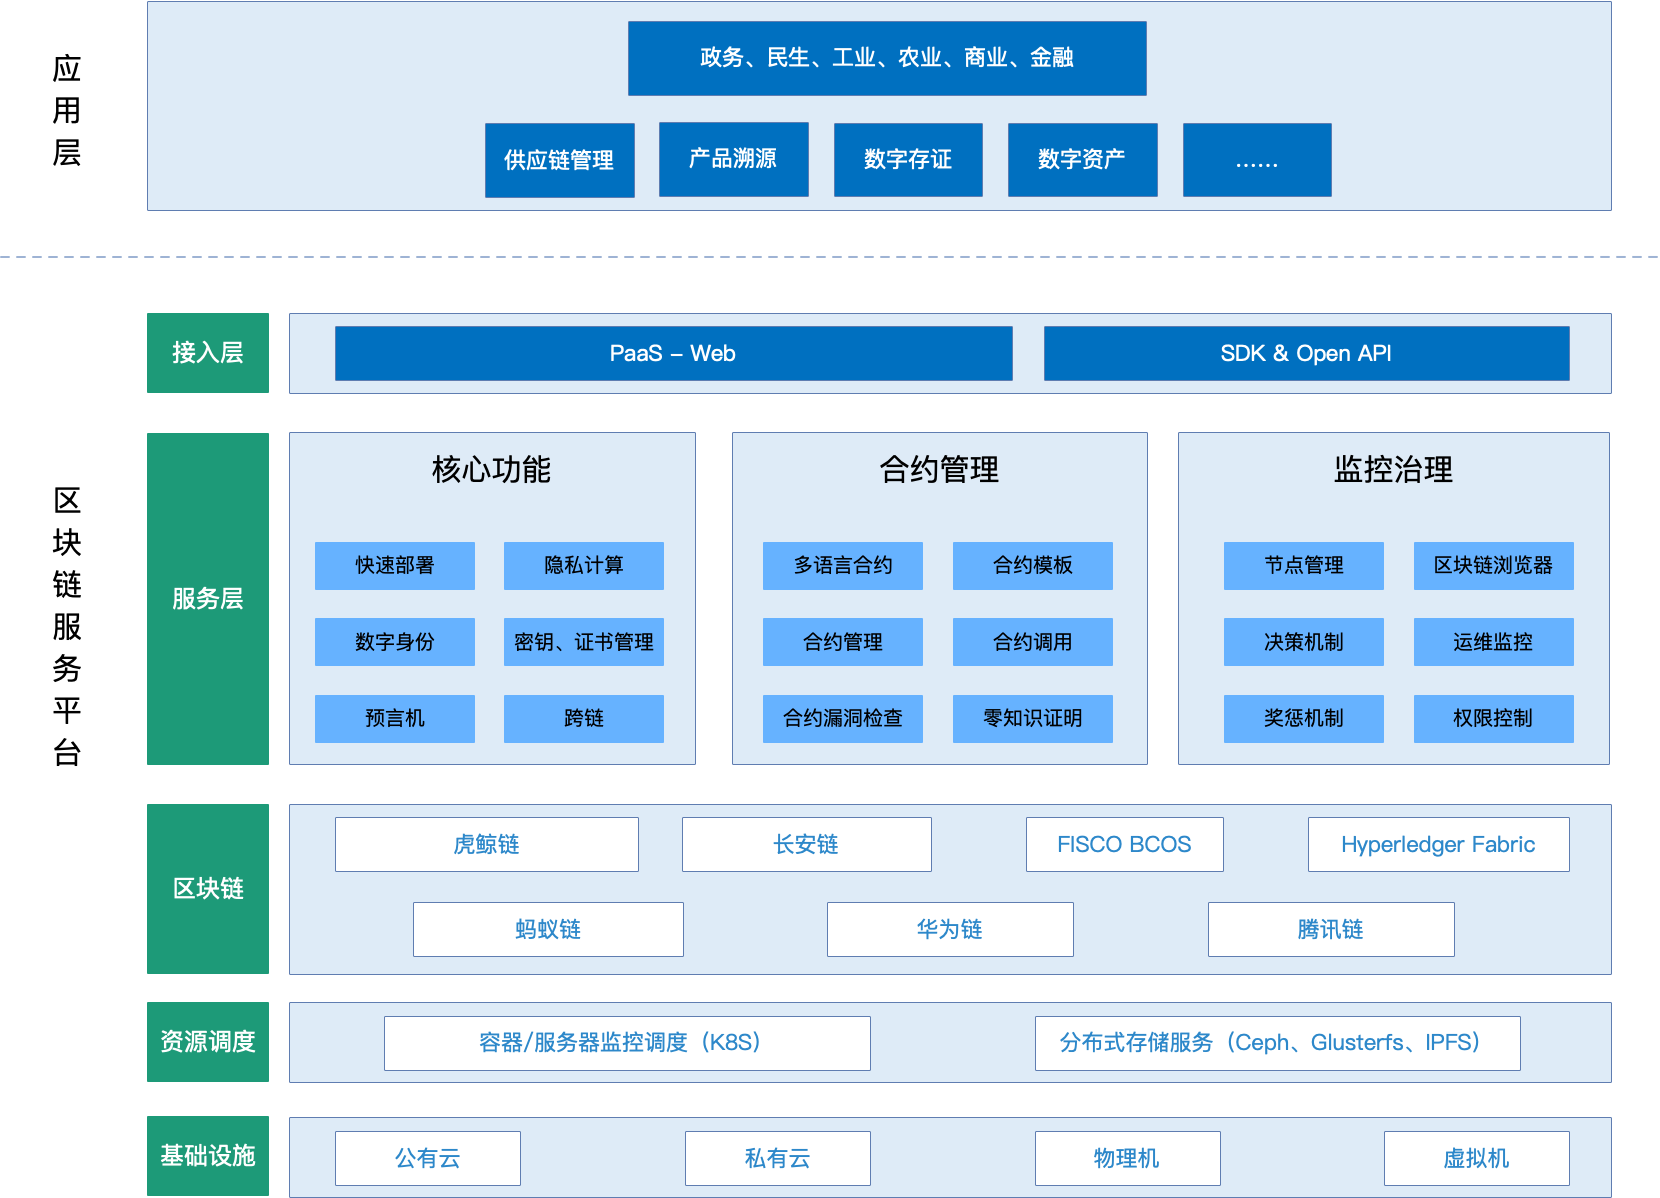 应用层
政务、民生、工业、农业、商业、金融
供应链管理
产品溯源
数字存证
数字资产
......
区块链服务平台
接入层
PaaS – Web
SDK & Open API
服务层
核心功能
快速部署
隐私计算
数字身份
密钥、证书管理
预言机
跨链
合约管理
多语言合约
合约模板
合约管理
合约调用
合约漏洞检查
零知识证明
监控治理
节点管理
区块链浏览器
决策机制
运维监控
奖惩机制
权限控制
区块链
虎鲸链
长安链
FISCO BCOS
Hyperledger Fabric
蚂蚁链
华为链
腾讯链
资源调度
容器/服务器监控调度（K8S）
分布式存储服务（Ceph、Glusterfs、IPFS）
基础设施
公有云
私有云
物理机
虚拟机